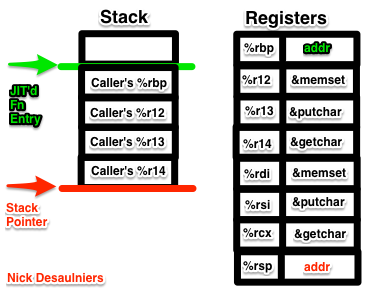 Stack
Registers
JIT'd
Fn
Entry
Caller's %rbp
Caller's %r12
Caller's %r13
Caller's %r14
Stack
Pointer
%rbp addr
%r12 &memset
%r13 &putchar
%r14 &getchar
%rdi &memset
%rsi &putchar
%rcx &getchar
%rsp addr
Nick Desaulniers